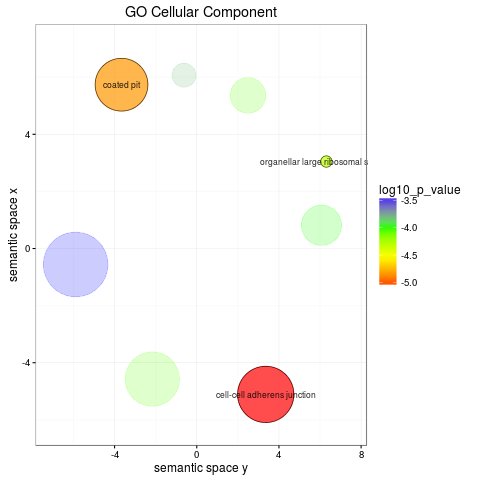 GO Cellular Component
coated pit
organellar large ribosomal s
cell-cell adherens junction
semantic space x
4
0
-4
-4
0
4
8
semantic space y
log10_p_value
-3.5
-4.0
-4.5
-5.0